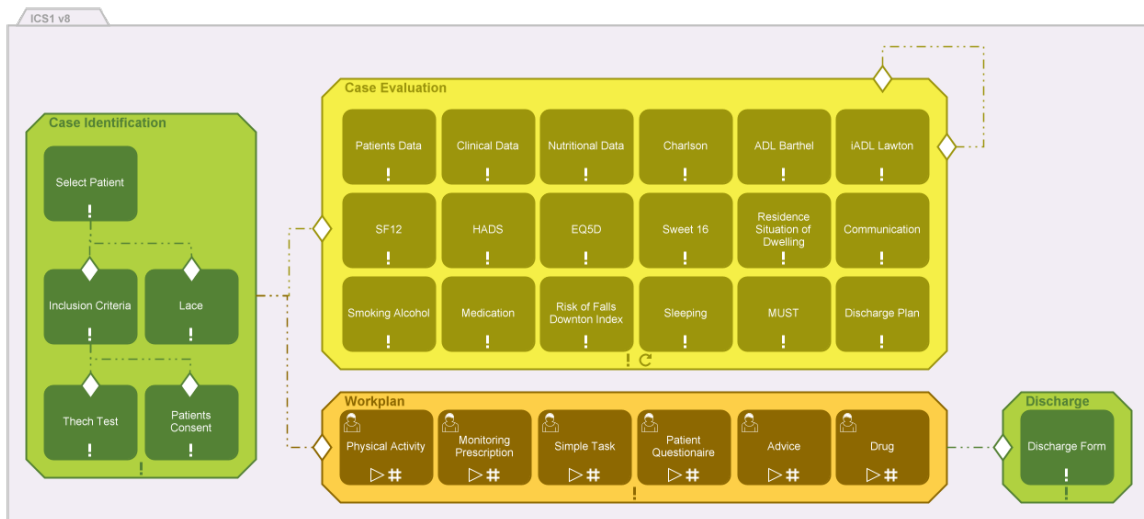 ICS1 v8
Case Identification
Select Patient
Inclusion Criteria
Lace
Thech Test
Patients
Consent
Case Evaluation
Patients Data
Clinical Data
Nutritional Data
Charlson
ADL Barthel
iADL Lawton
SF12
HADS
EQ5D
Sweet 16
Residence
Situation of
Dwelling
Communication
Smoking Alcohol
Medication
Risk of Falls
Downton Index
Sleeping
MUST
Discharge Plan
Workplan
Physical Activity
Monitoring
Prescription
Simple Task
Patient
Questionaire
Advice
Drug
Discharge
Discharge Form